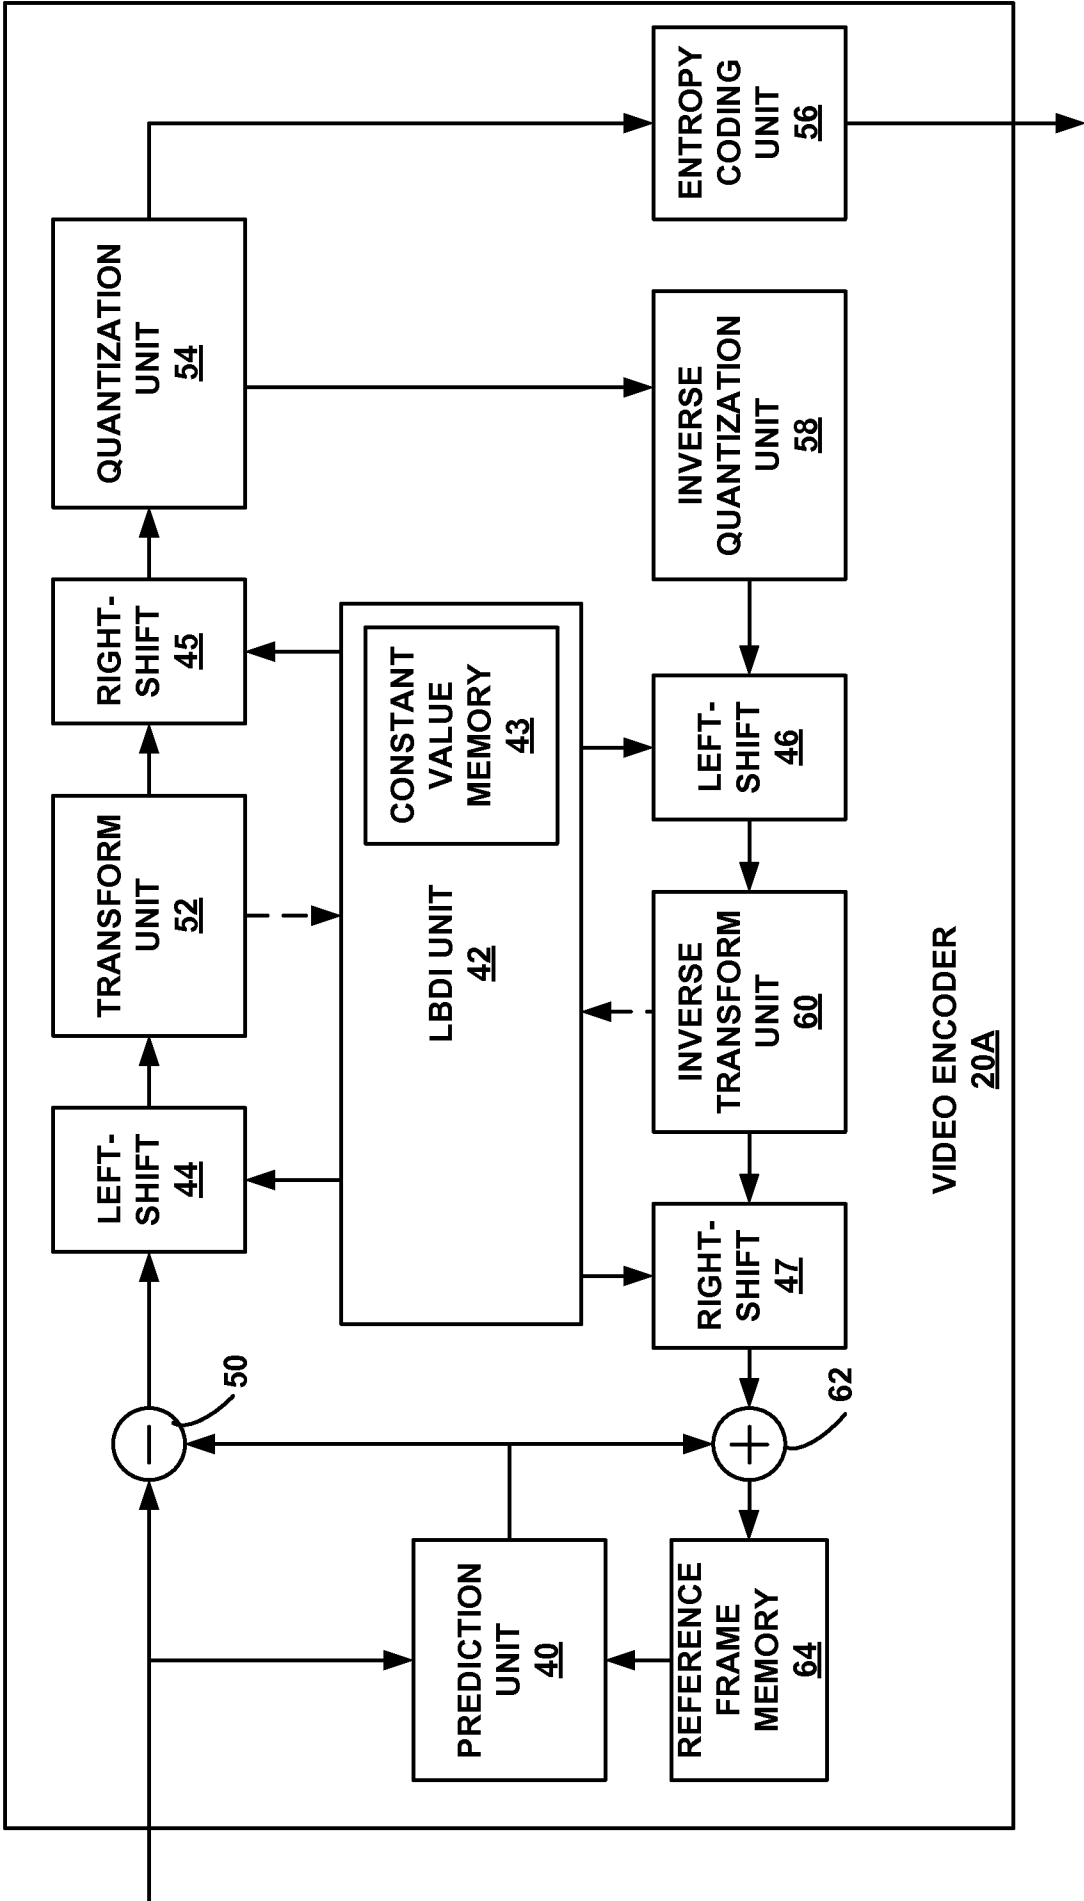 LEFT-
SHIFT
44
TRANSFORM
UNIT
52
RIGHT-
SHIFT
45
QUANTIZATION
UNIT
54
50
PREDICTION
UNIT
40
LBDI UNIT
42
CONSTANT
VALUE
MEMORY
43
REFERENCE
FRAME
MEMORY
64
62
RIGHT-
SHIFT
47
INVERSE
TRANSFORM
UNIT
60
LEFT-
SHIFT
46
INVERSE
QUANTIZATION
UNIT
58
ENTROPY
CODING
UNIT
56
VIDEO ENCODER
20A